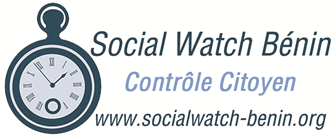 Social Watch Bénin
Contrôle Citoyen
www.socialwatch-benin.org